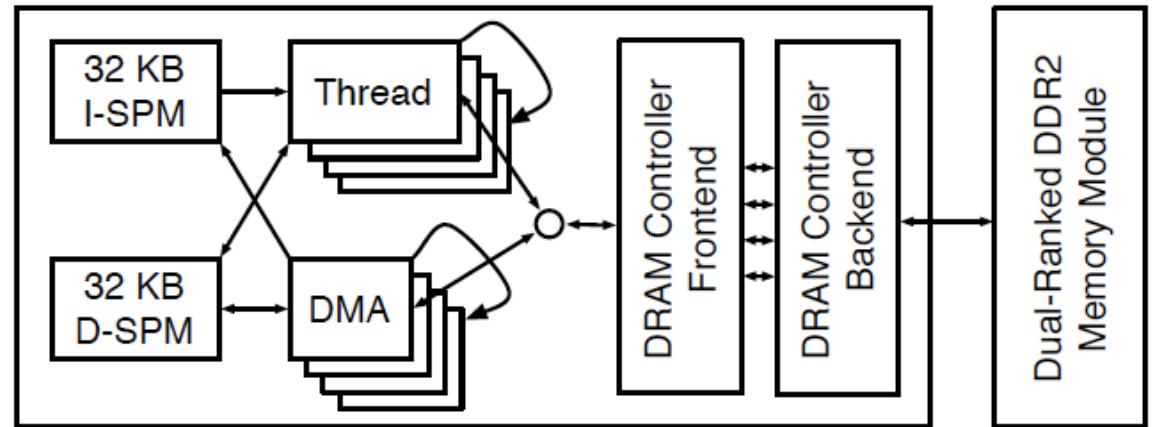 32 KB
I-SPM
Thread
32 KB
D-SPM
DMA
DRAM Controller
Frontend
DRAM Controller
Backend
Dual-Ranked DDR2
Memory Module